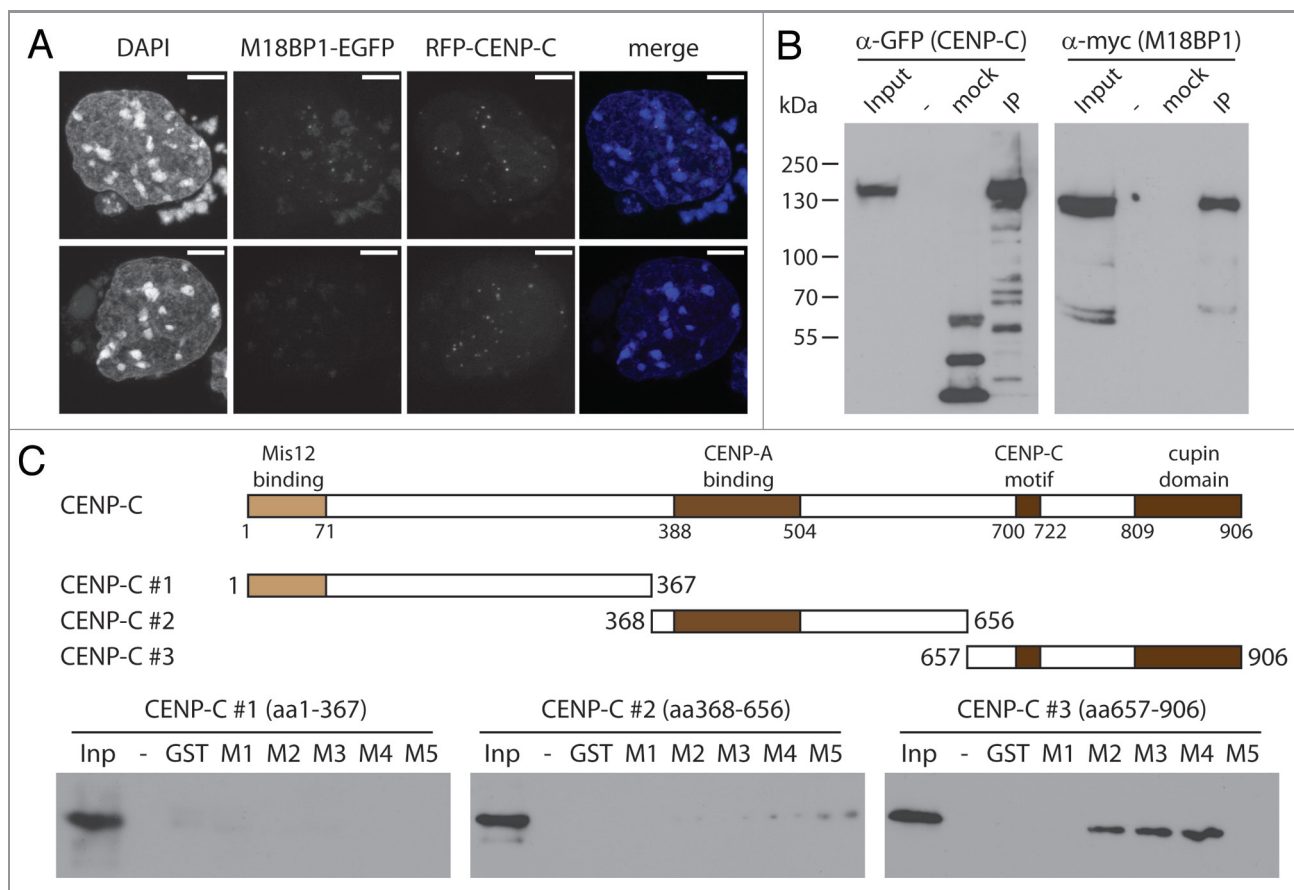 A
DAPI M18BP1-EGFP RFP-CENP-C merge
B
α-GFP (CENP-C) α-myc (M18BP1)
kDa Input - mock IP Input - mock IP
250
130
100
70
55
C
Mis12 binding CENP-A binding CENP-C motif cupin domain
CENP-C
1 71 388 504 700 722 809 906
CENP-C #1 1 367
CENP-C #2 368 656
CENP-C #3 657 906
CENP-C #1 (aa1-367) CENP-C #2 (aa368-656) CENP-C #3 (aa657-906)
Inp - GST M1 M2 M3 M4 M5 Inp - GST M1 M2 M3 M4 M5 Inp - GST M1 M2 M3 M4 M5